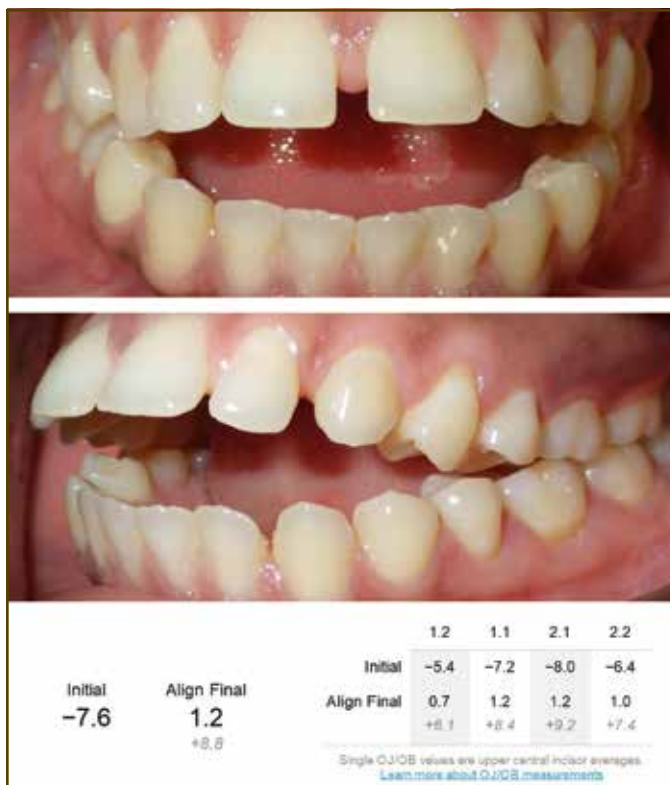 1.2 1.1 2.1 2.2
Initial -5.4 -7.2 -8.0 -6.4
Initial Align Final
-7.6 1.2
+8.8
Align Final 0.7 1.2 1.2 1.0
+6.1 +8.4 +9.2 +7.4
Single OJ/OB values are upper central incisor averages.
Learn more about OJ/OB measurements